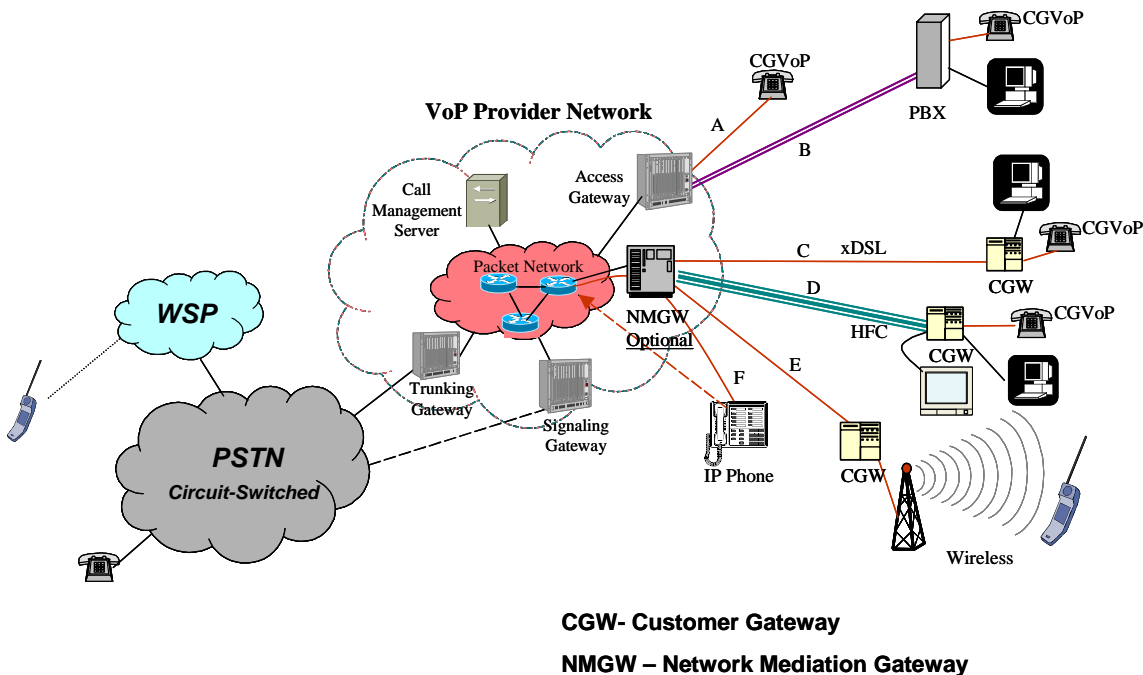 CGVoP
CGVoP
PBX
VoP Provider Network
A
B
Access
Gateway
Call
Management
Server
CGVoP
C
xDSL
Packet Network
CGW
WSP
D
NMGW
Optional
HFC
CGVoP
CGW
E
F
Trunking
Gateway
Signaling
Gateway
PSTN
Circuit-Switched
IP Phone
CGW
Wireless
CGW- Customer Gateway
NMGW – Network Mediation Gateway